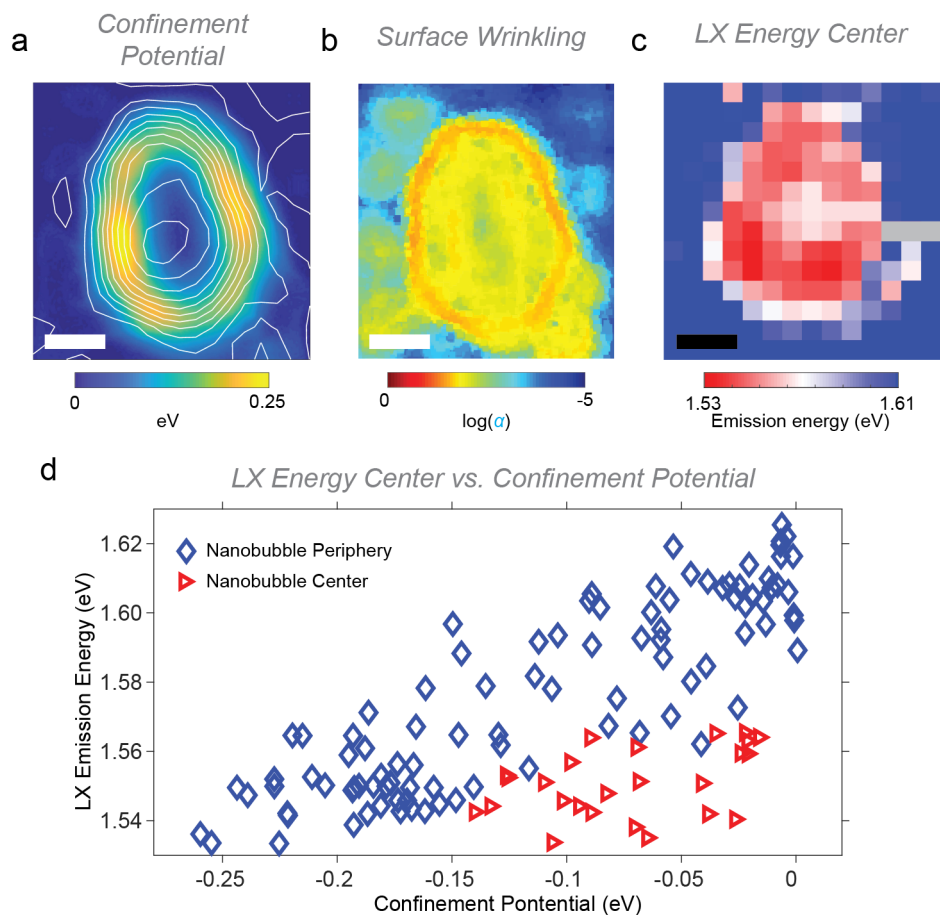 a
Confinement
Potential
b
Surface Wrinkling
c
LX Energy Center
0
0.25
eV
0
-5
log(α)
1.53
1.61
Emission energy (eV)
d
LX Energy Center vs. Confinement Potential
Nanobubble Periphery
Nanobubble Center
1.62
1.60
1.58
1.56
1.54
LX Emission Energy (eV)
-0.25
-0.2
-0.15
-0.1
-0.05
0
Confinement Pontential (eV)